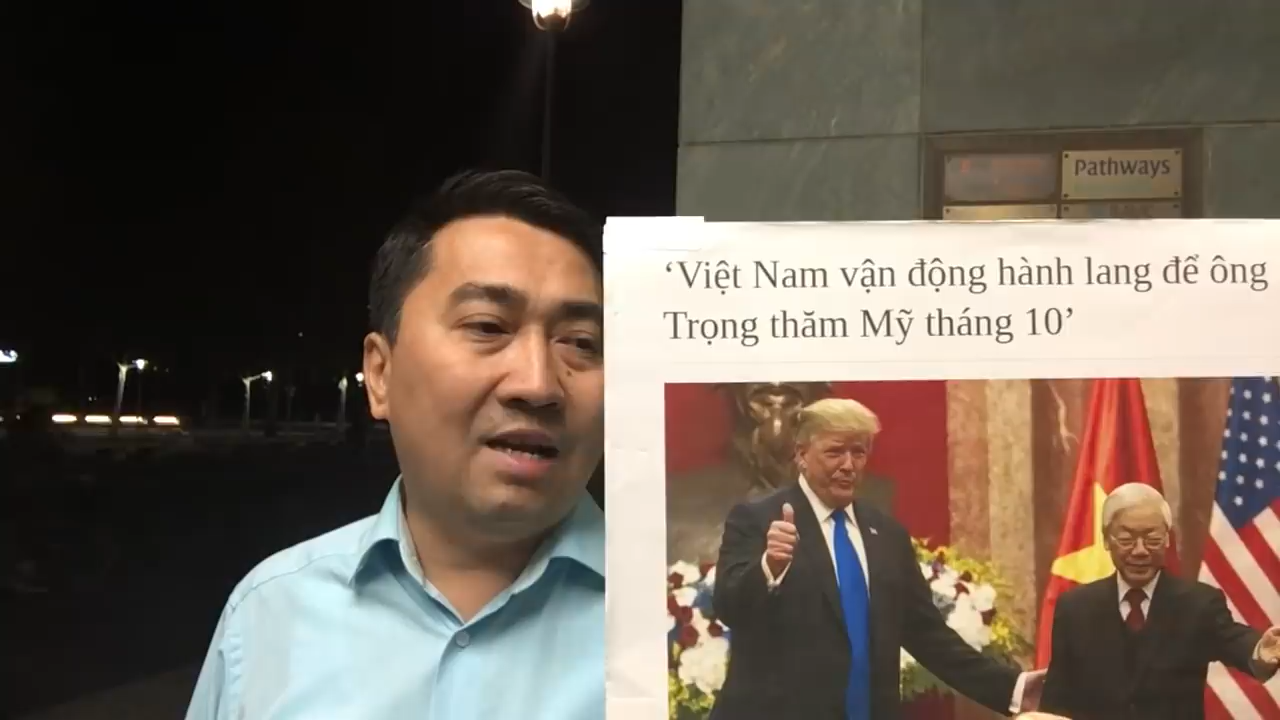 Pathways
‘Việt Nam vận động hành lang để ông
Trọng thăm Mỹ tháng 10’